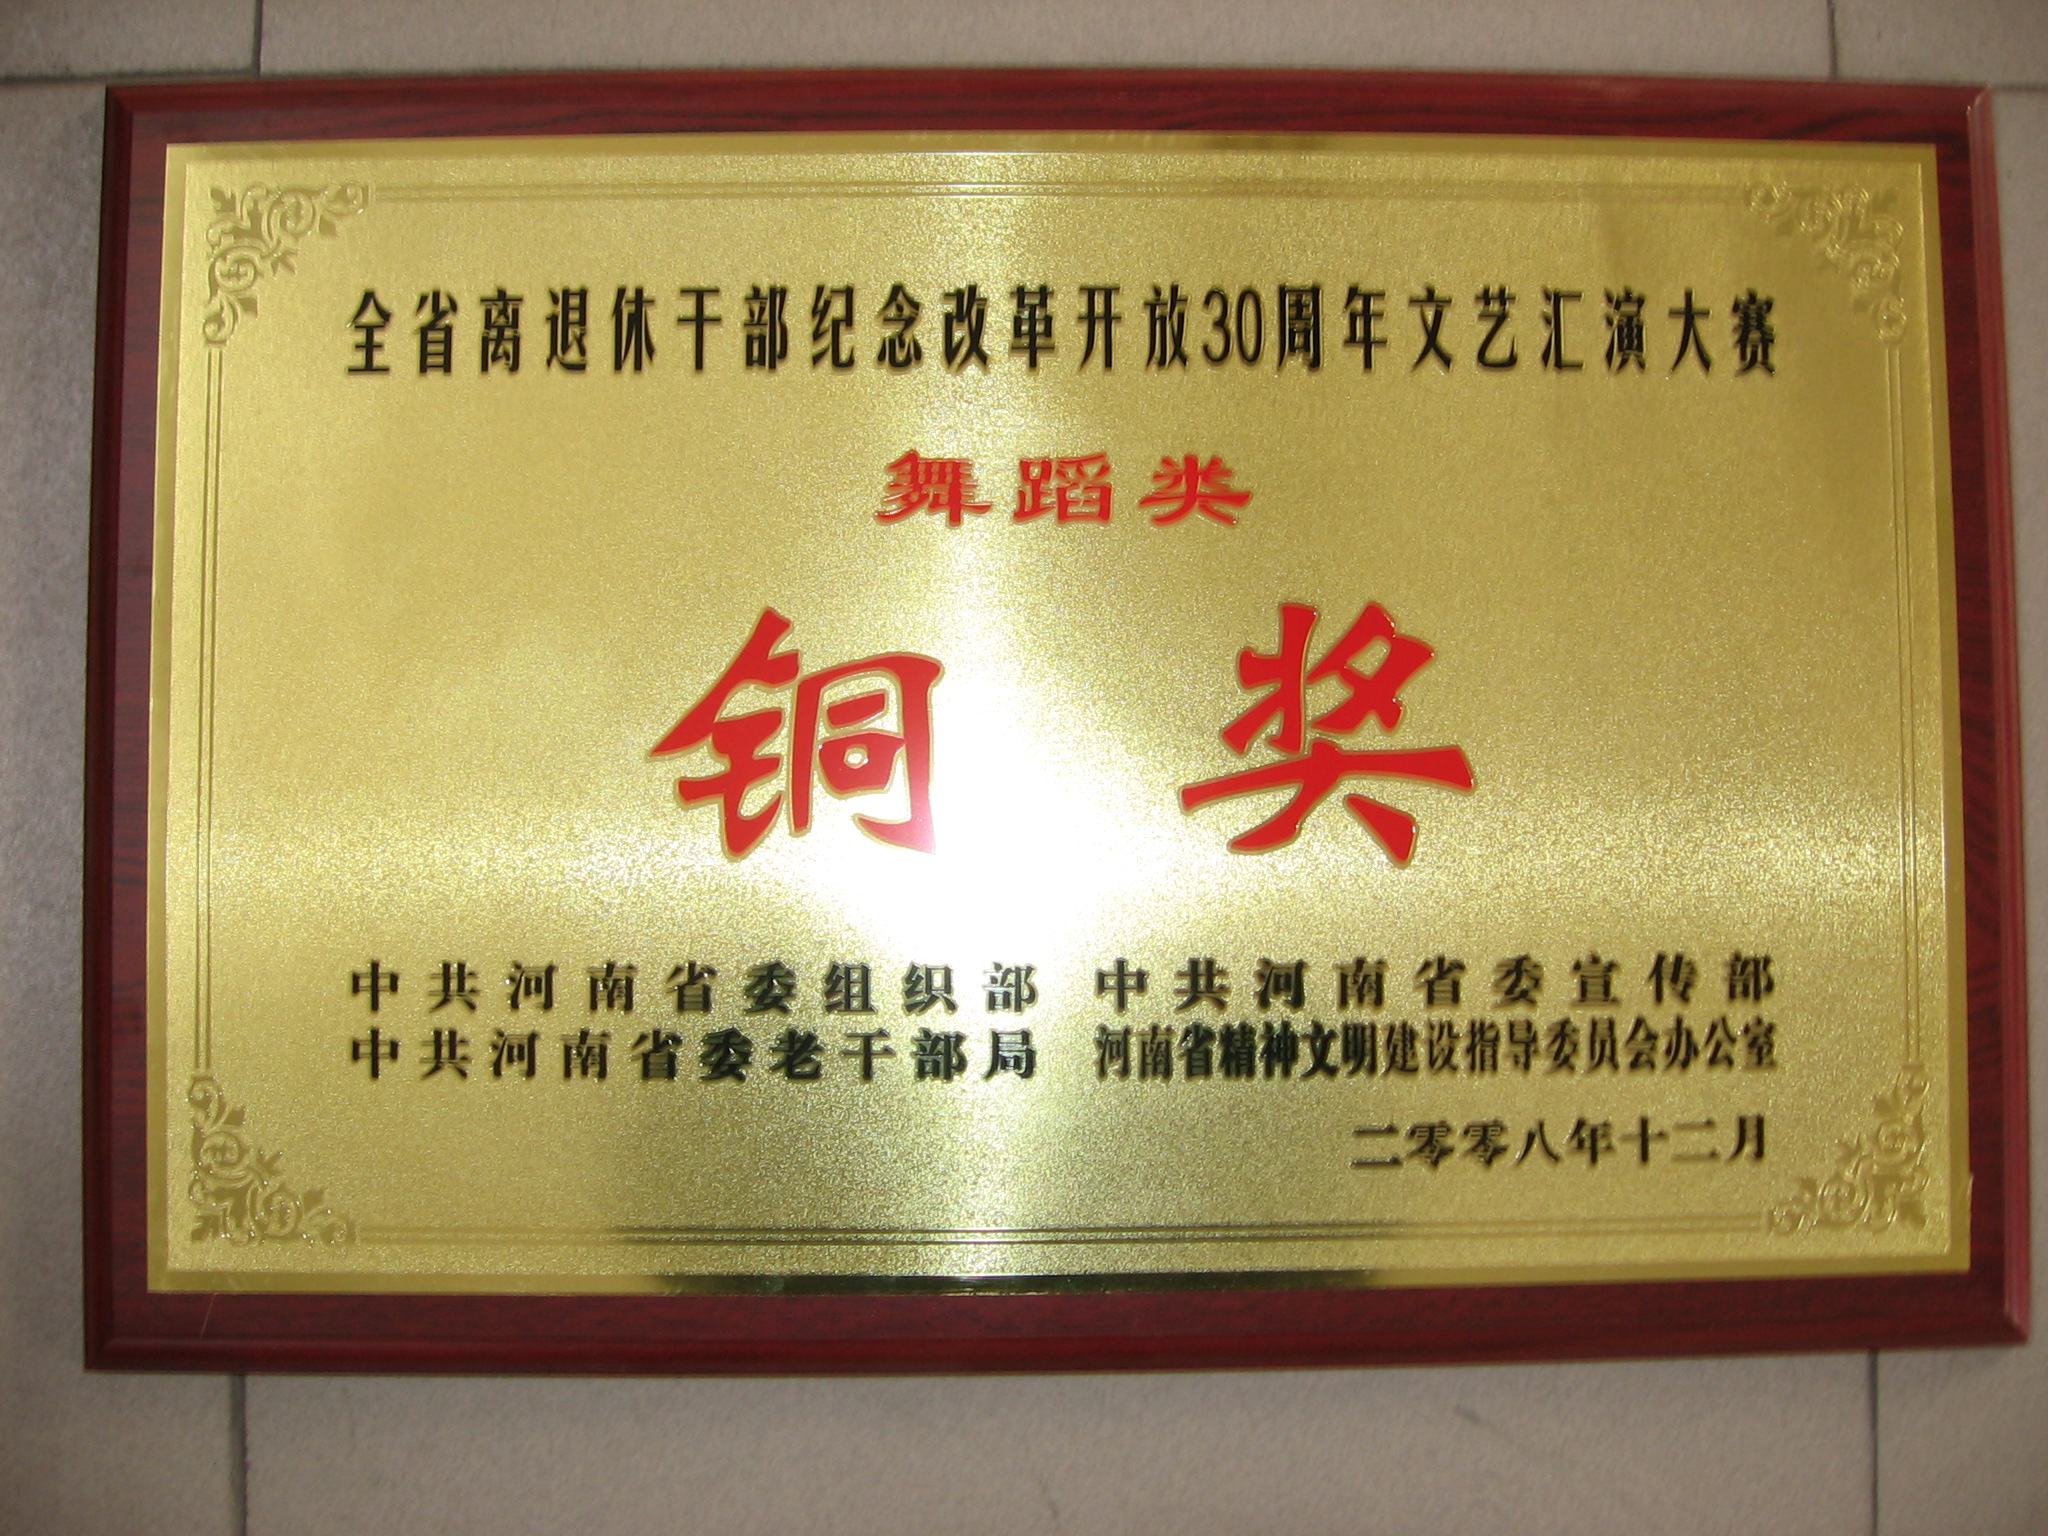 全省离退休干部纪念改革开放30周年文艺汇演大赛
舞蹈类
铜奖
中共河南省委组织部 中共河南省委宣传部
中共河南省委老干部局 河南省精神文明建设指导委员会办公室
二零零八年十二月